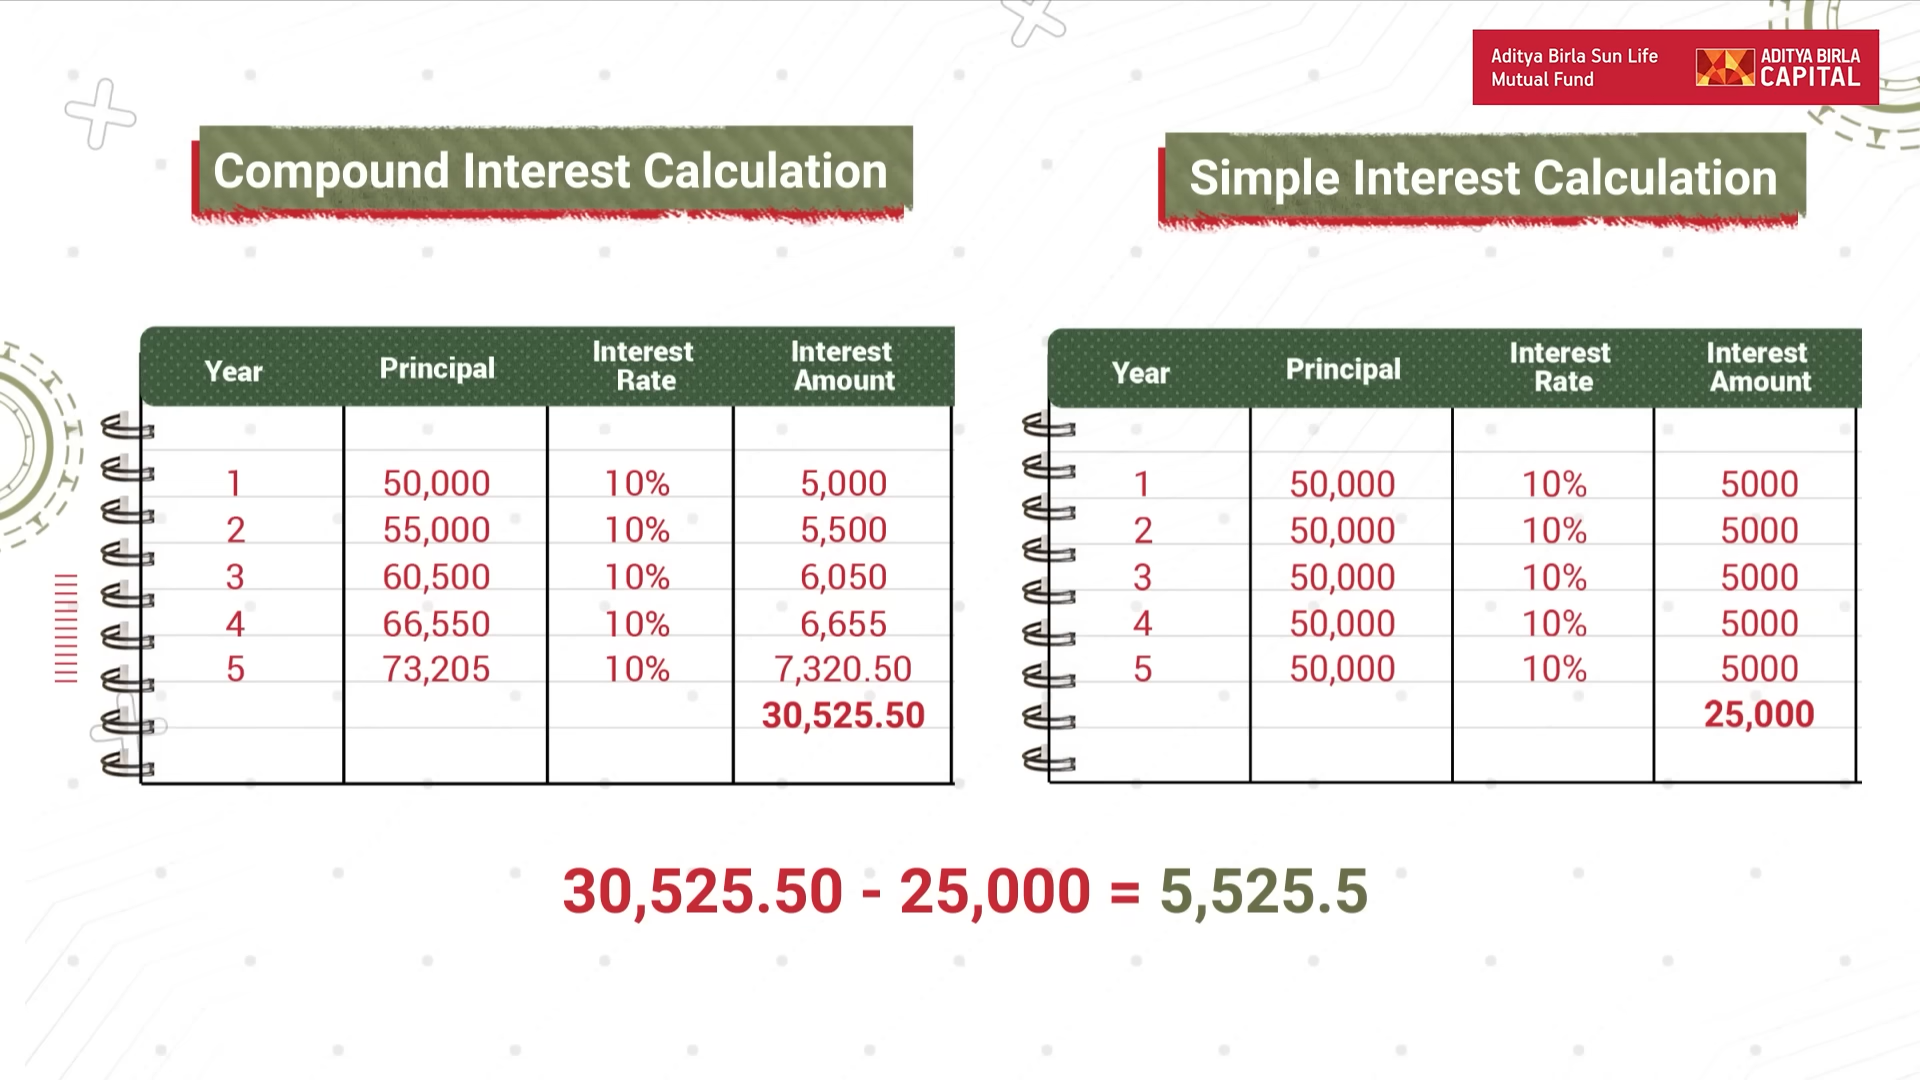 Aditya Birla Sun Life
Mutual Fund
ADITYA BIRLA
CAPITAL
Compound Interest Calculation
Year Principal Interest Rate Interest Amount
1 50,000 10% 5,000
2 55,000 10% 5,500
3 60,500 10% 6,050
4 66,550 10% 6,655
5 73,205 10% 7,320.50
30,525.50
Simple Interest Calculation
Year Principal Interest Rate Interest Amount
1 50,000 10% 5000
2 50,000 10% 5000
3 50,000 10% 5000
4 50,000 10% 5000
5 50,000 10% 5000
25,000
30,525.50 - 25,000 = 5,525.5